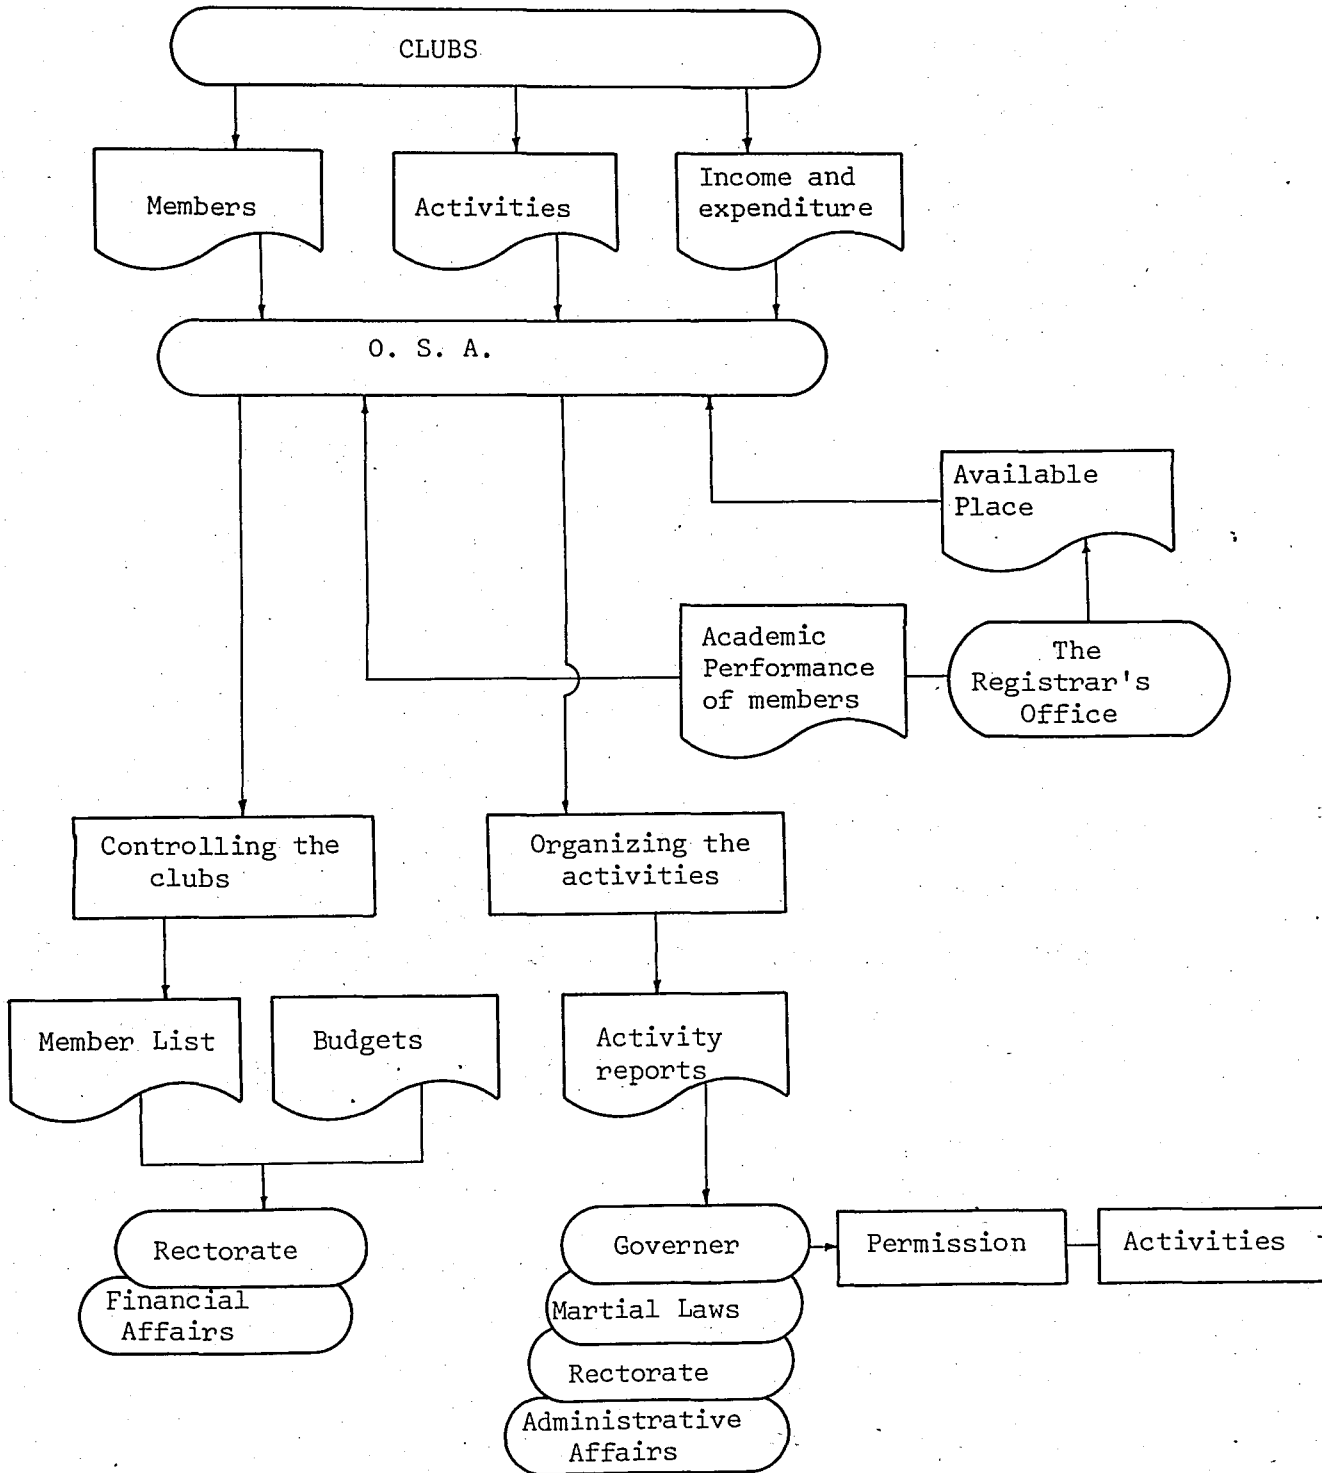 CLUBS
Members
Activities
Income and
expenditure
O. S. A.
Available
Place
Academic
Performance
of members
The
Registrar's
Office
Controlling the
clubs
Organizing the
activities
Member List
Budgets
Activity
reports
Rectorate
Financial
Affairs
Governer
Permission
Activities
Martial Laws
Rectorate
Administrative
Affairs